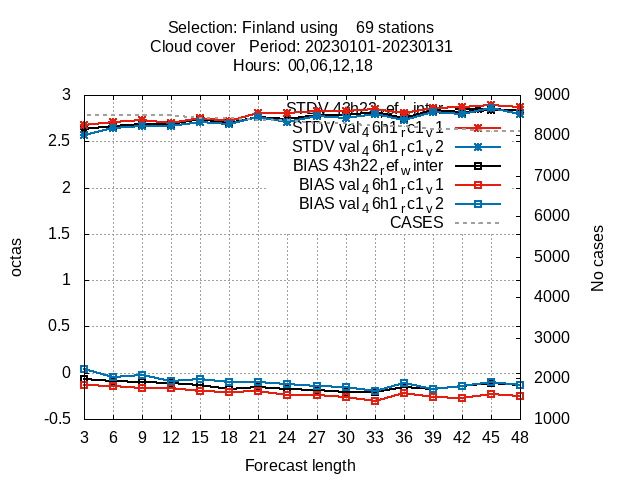 Selection: Finland using    69 stations
Cloud cover   Period: 20230101-20230131
Hours:  00,06,12,18
3
2.5
2
1.5
1
0.5
0
-0.5
octas
9000
8000
7000
6000
5000
4000
3000
2000
1000
No cases
STDV 43h22refwinter
STDV val46h1rc1v1
STDV val46h1rc1v2
BIAS 43h22refwinter
BIAS val46h1rc1v1
BIAS val46h1rc1v2
CASES
3 6 9 12 15 18 21 24 27 30 33 36 39 42 45 48
Forecast length